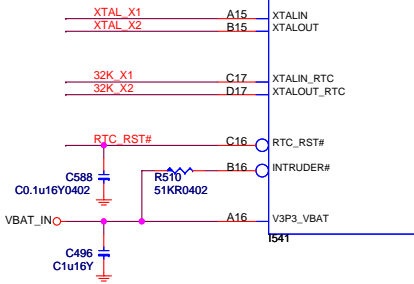 XTAL_X1 A15 XTALIN
XTAL_X2 B15 XTALOUT
32K_X1 C17 XTALIN_RTC
32K_X2 D17 XTALOUT_RTC
RTC_RST# C16 RTC_RST#
B16 INTRUDER#
C588 R510
C0.1u16Y0402 51KR0402
VBAT_IN A16 V3P3_VBAT
I541
C496
C1u16Y